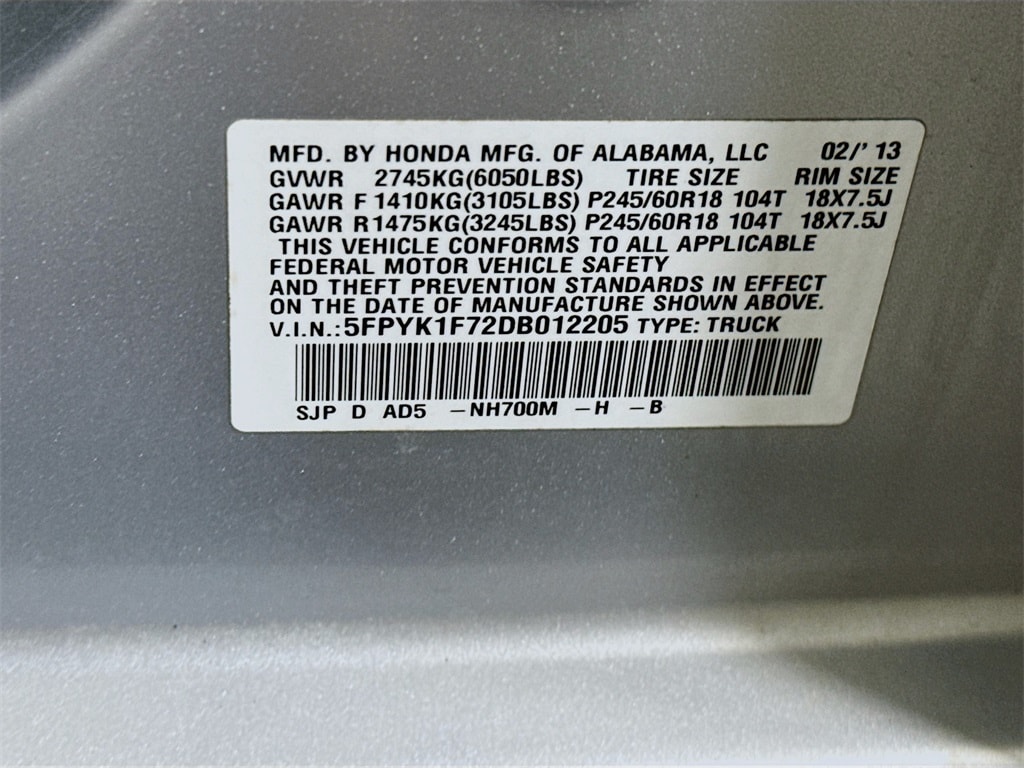 MFD. BY HONDA MFG. OF ALABAMA, LLC 02/' 13
GVWR 2745KG(6050LBS) TIRE SIZE RIM SIZE
GAWR F 1410KG(3105LBS) P245/60R18 104T 18X7.5J
GAWR R 1475KG(3245LBS) P245/60R18 104T 18X7.5J
THIS VEHICLE CONFORMS TO ALL APPLICABLE
FEDERAL MOTOR VEHICLE SAFETY
AND THEFT PREVENTION STANDARDS IN EFFECT
ON THE DATE OF MANUFACTURE SHOWN ABOVE.
V.I.N.:5FPYK1F72DB012205 TYPE: TRUCK
SJP D AD5 -NH700M -H -B